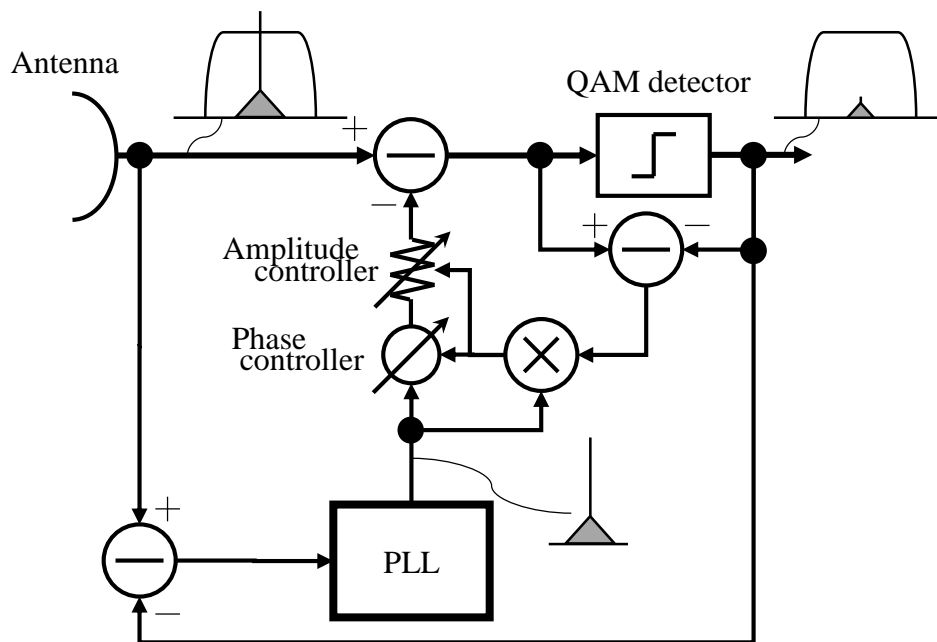 Antenna
QAM detector
+
−
+
−
Amplitude
controller
Phase
controller
+
−
PLL